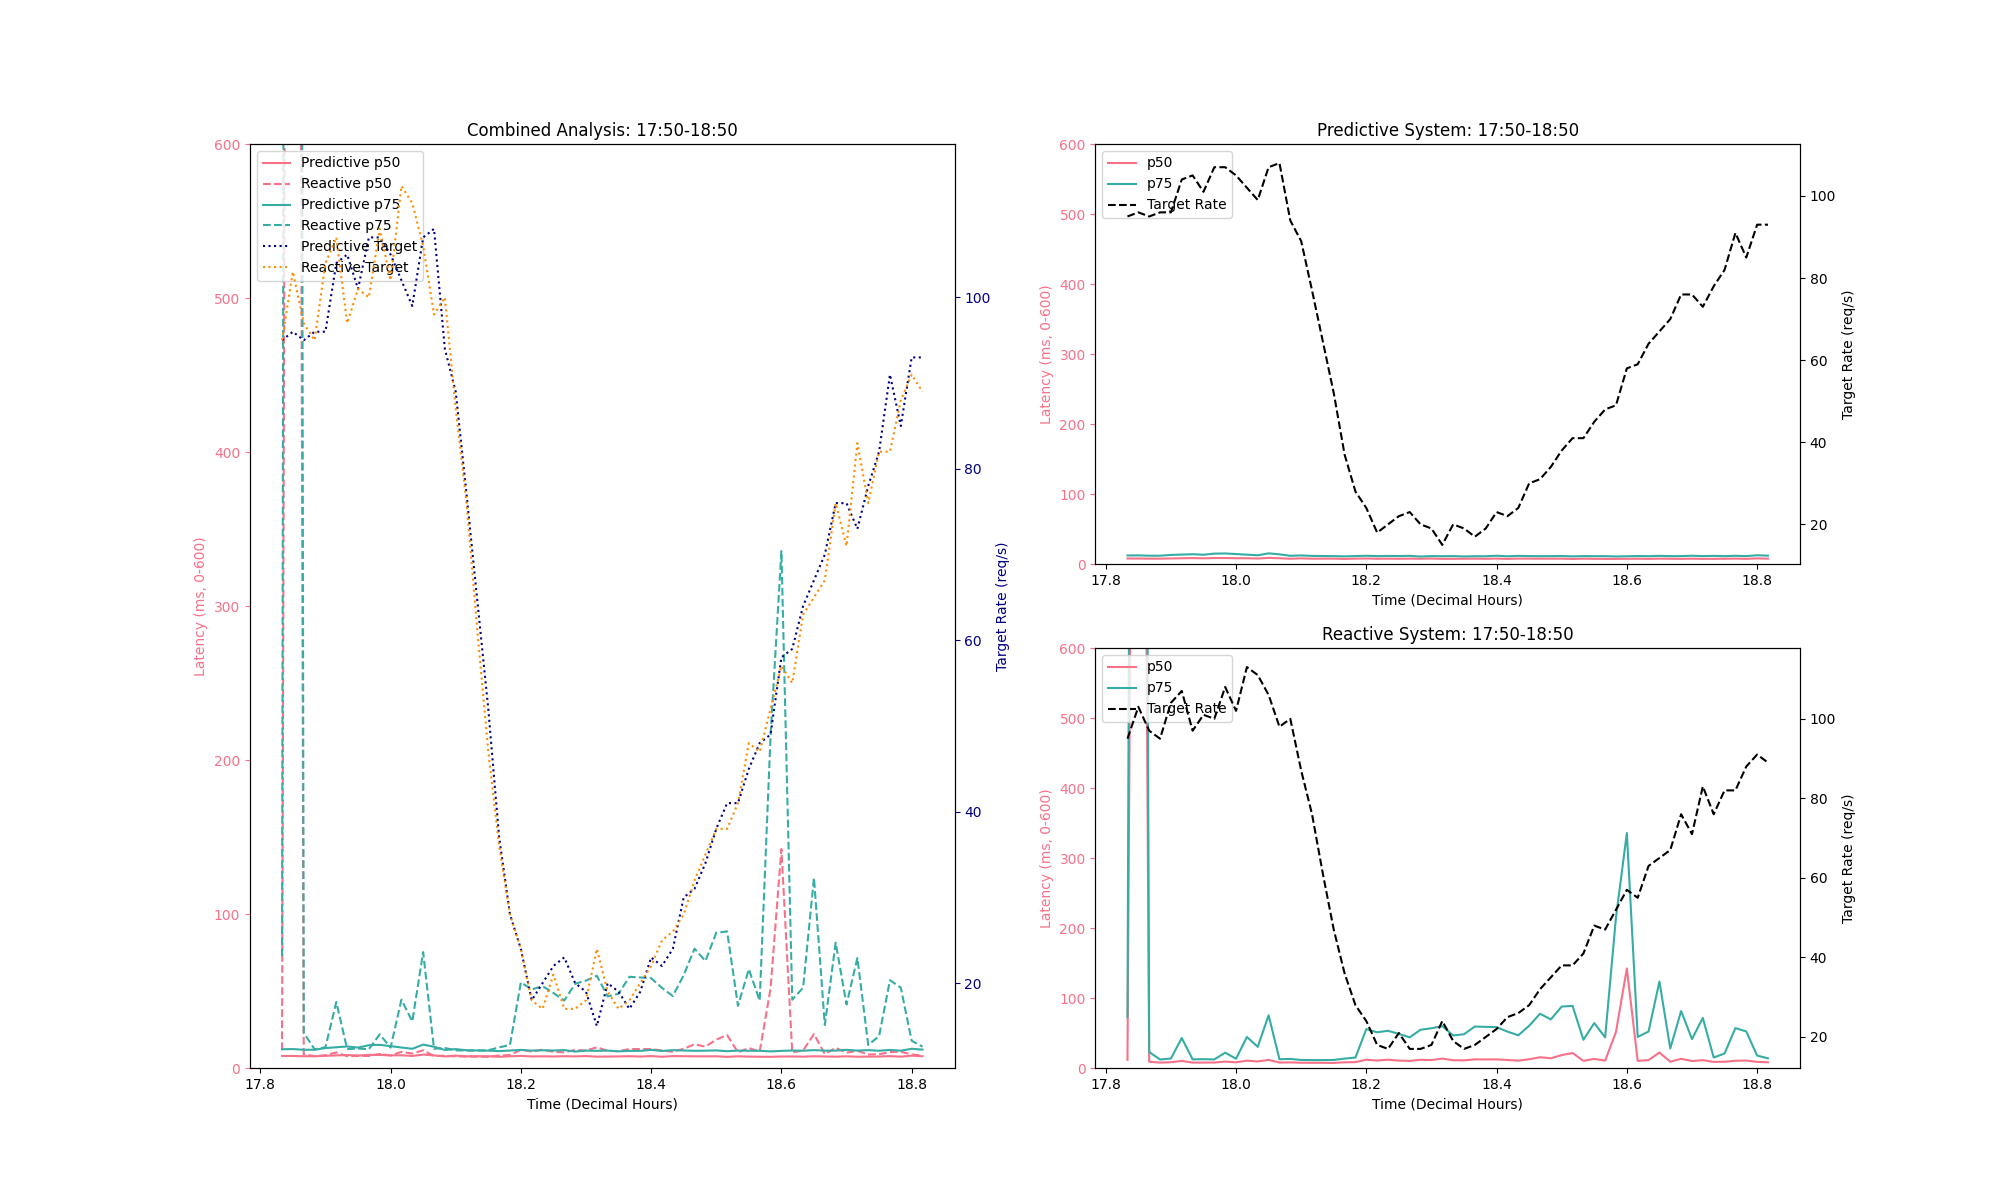 Combined Analysis: 17:50-18:50
600
500
400
300
200
100
0
Latency (ms, 0-600)
Predictive p50
Reactive p50
Predictive p75
Reactive p75
Predictive Target
Reactive Target
100
80
60
40
20
Target Rate (req/s)
17.8 18.0 18.2 18.4 18.6 18.8
Time (Decimal Hours)
Predictive System: 17:50-18:50
600
500
400
300
200
100
0
Latency (ms, 0-600)
p50
p75
Target Rate
100
80
60
40
20
Target Rate (req/s)
17.8 18.0 18.2 18.4 18.6 18.8
Time (Decimal Hours)
Reactive System: 17:50-18:50
600
500
400
300
200
100
0
Latency (ms, 0-600)
p50
p75
Target Rate
100
80
60
40
20
Target Rate (req/s)
17.8 18.0 18.2 18.4 18.6 18.8
Time (Decimal Hours)